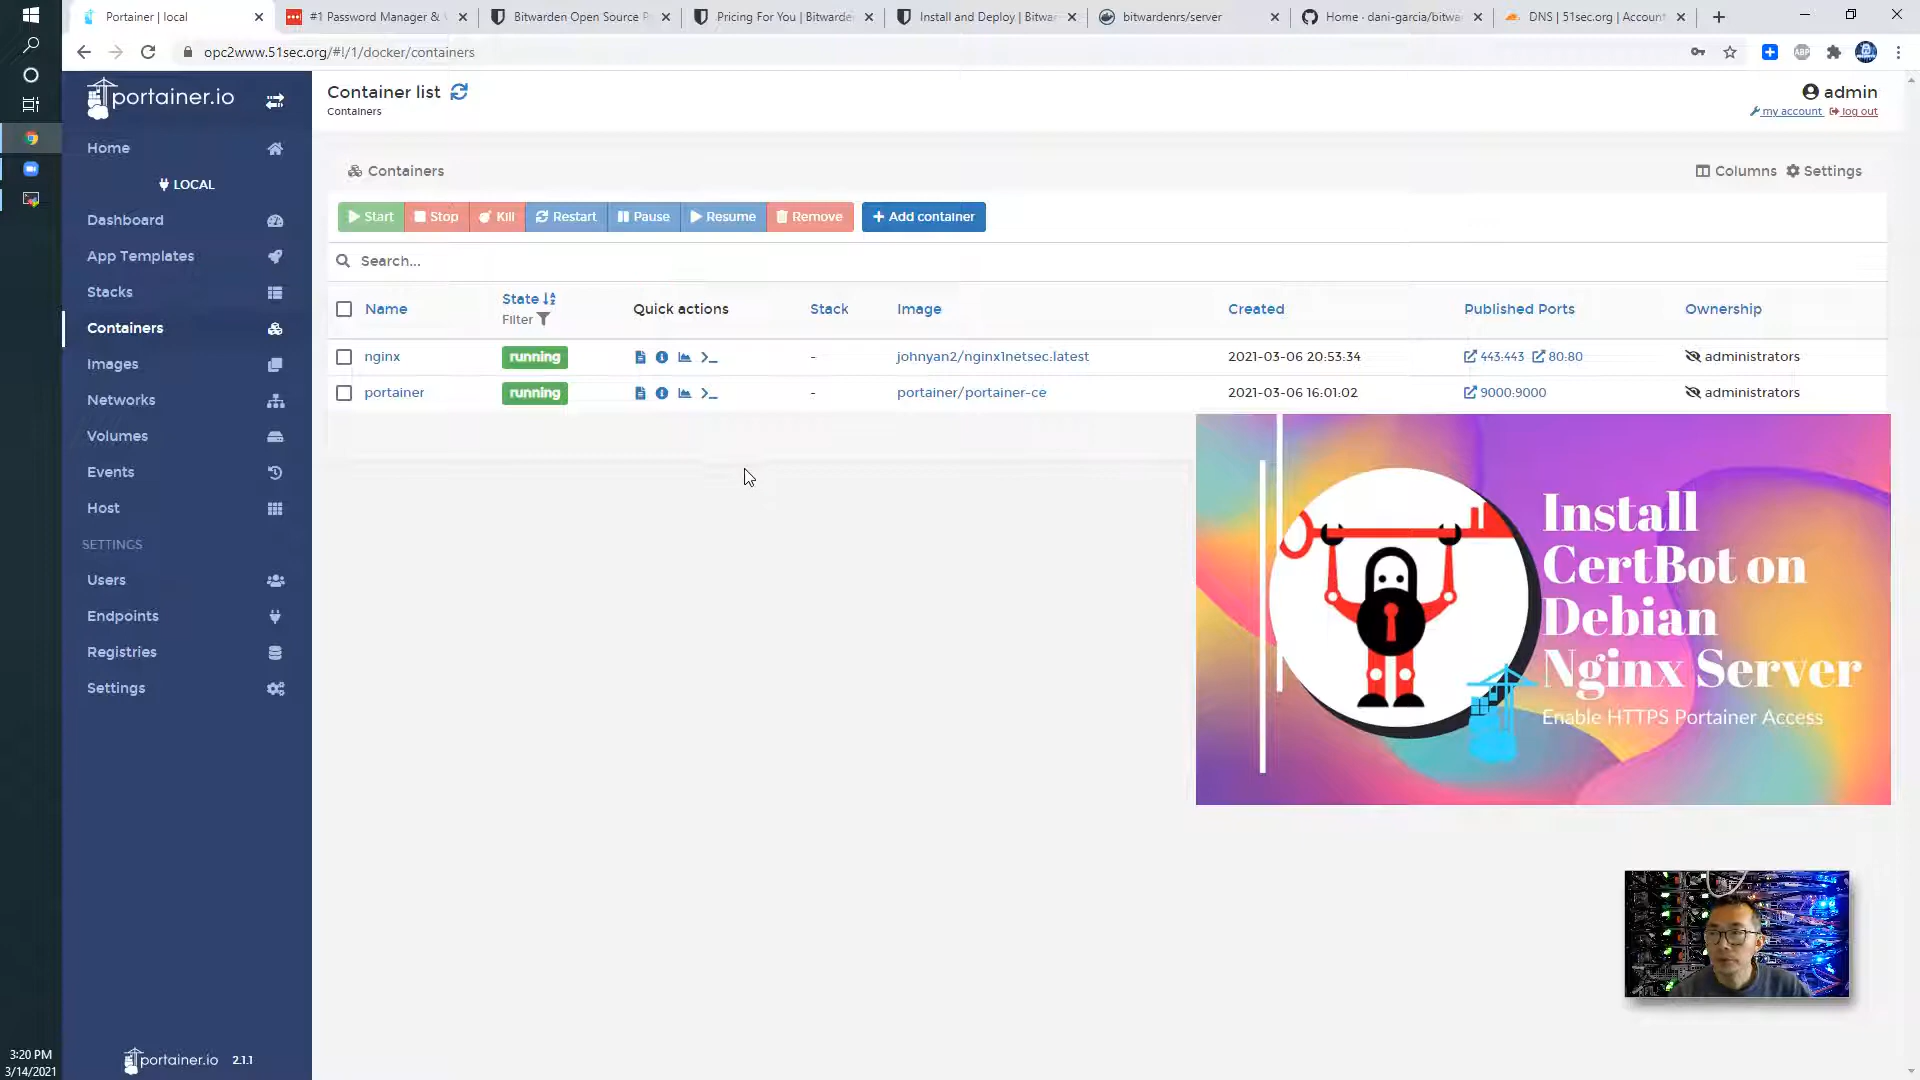 Portainer | local
#1 Password Manager &
Bitwarden Open Source P
Pricing For You | Bitwarde
Install and Deploy | Bitwar
bitwardenrs/server
Home · dani-garcia/bitwa
DNS | 51sec.org | Account
opc2www.51sec.org/#!/1/docker/containers
ABP
portainer.io
Container list
Containers
admin
my account
log out
Home
LOCAL
Dashboard
App Templates
Stacks
Containers
Images
Networks
Volumes
Events
Host
SETTINGS
Users
Endpoints
Registries
Settings
Containers
Columns
Settings
Start
Stop
Kill
Restart
Pause
Resume
Remove
+ Add container
Search...
Name
State
Filter
Quick actions
Stack
Image
Created
Published Ports
Ownership
nginx running - johnyan2/nginx1netsec:latest 2021-03-06 20:53:34 443:443 80:80 administrators
portainer running - portainer/portainer-ce 2021-03-06 16:01:02 9000:9000 administrators
Install
CertBot on
Debian
Nginx Server
Enable HTTPS Portainer Access
portainer.io 2.1.1
3:20 PM
3/14/2021